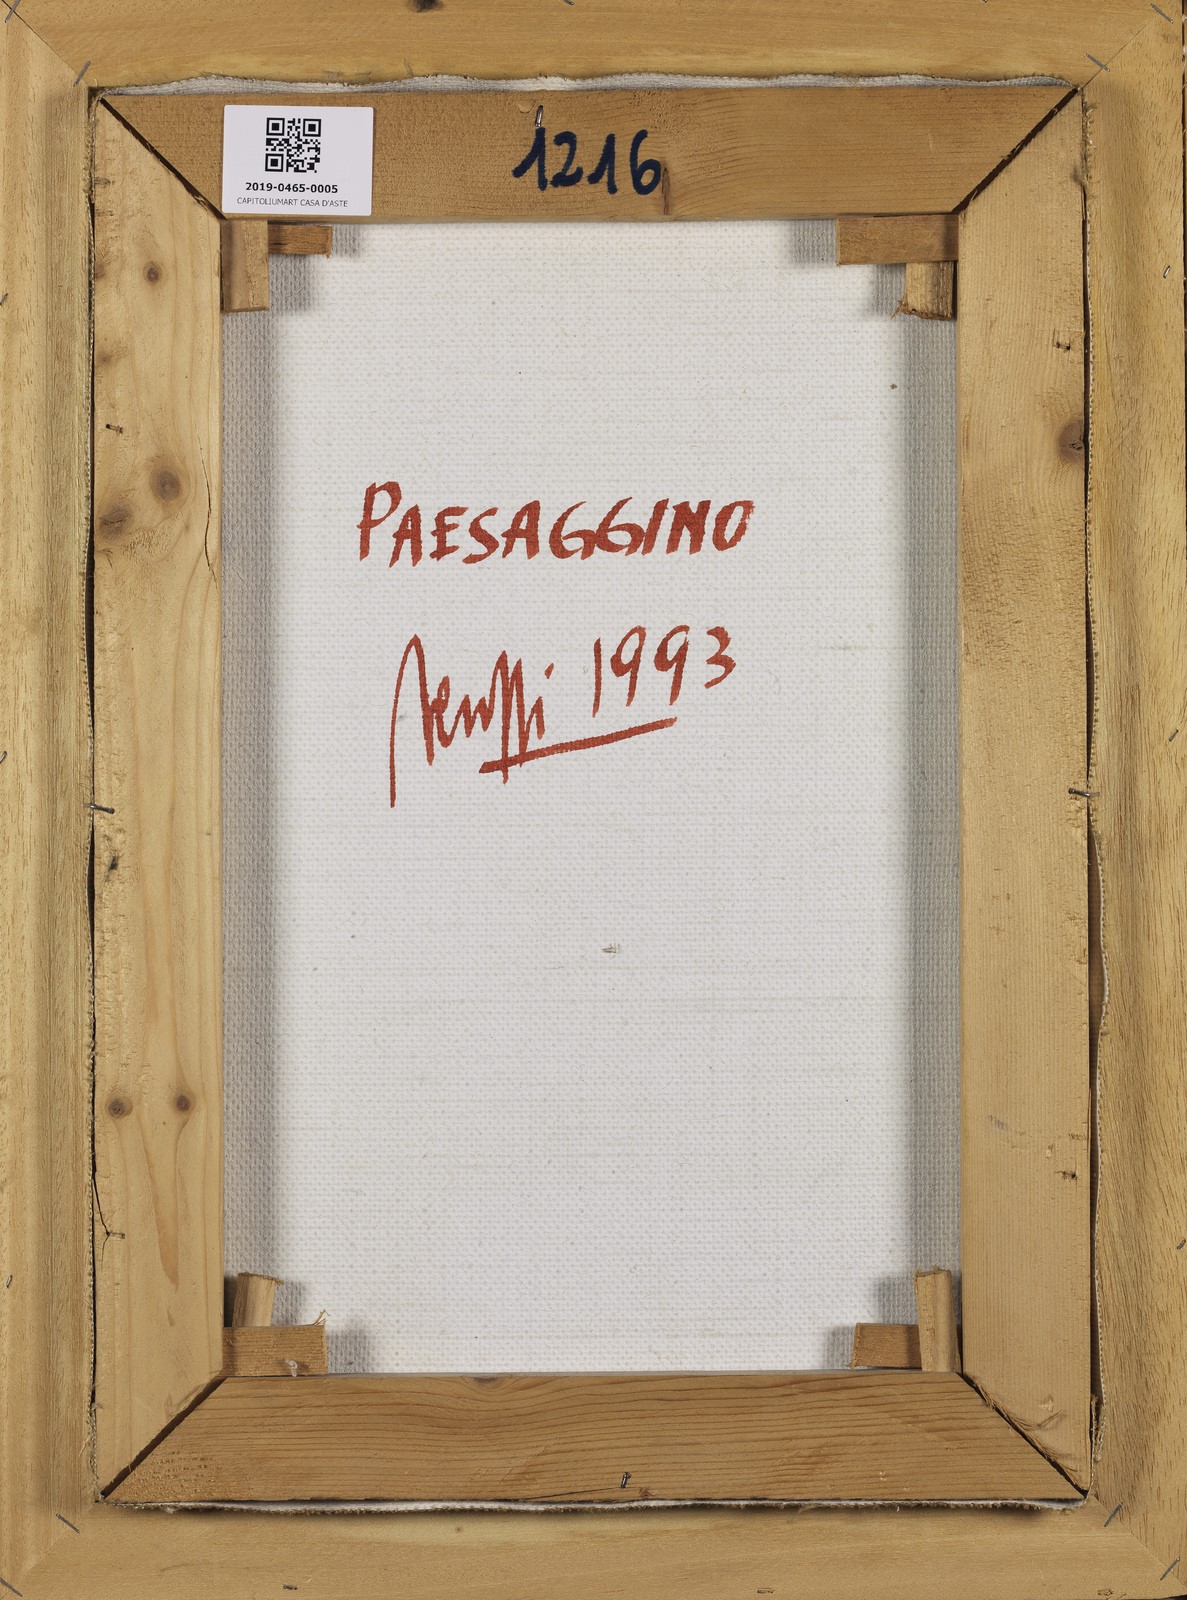 2019-0465-0005
CAPITOLIUMART CASA D'ASTE
1216
PAESAGGINO
1993